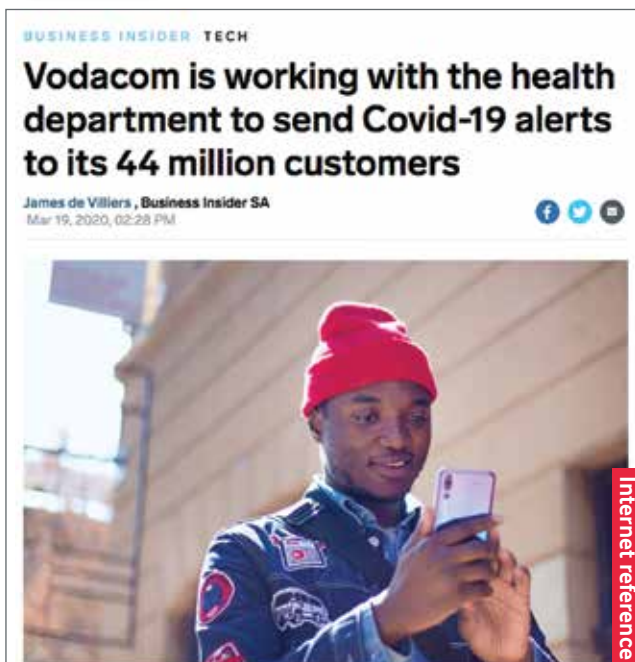 BUSINESS INSIDER TECH
Vodacom is working with the health
department to send Covid-19 alerts
to its 44 million customers
James de Villiers , Business Insider SA
Mar 19, 2020, 02:28 PM
Internet reference